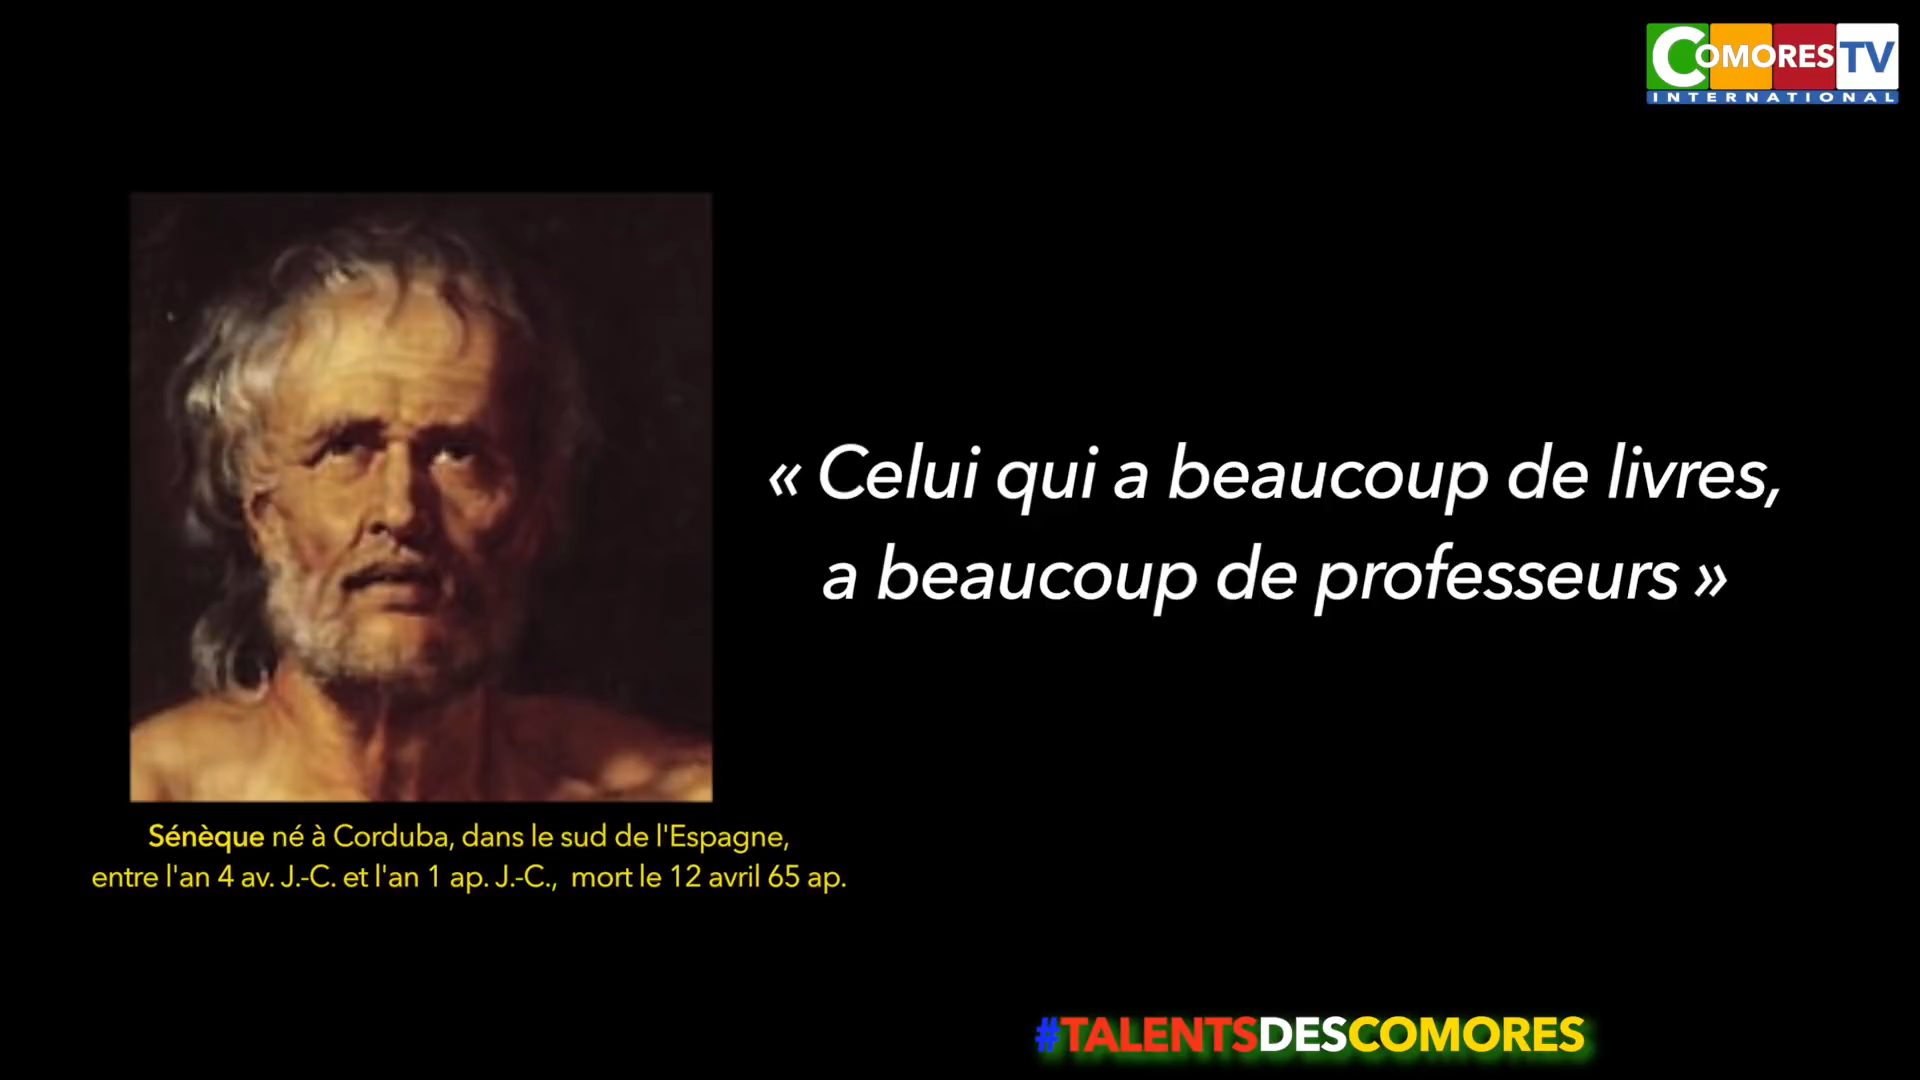 COMORES TV
INTERNATIONAL
« Celui qui a beaucoup de livres,
a beaucoup de professeurs »
Sénèque né à Corduba, dans le sud de l'Espagne,
entre l'an 4 av. J.-C. et l'an 1 ap. J.-C., mort le 12 avril 65 ap.
#TALENTSDESCOMORES